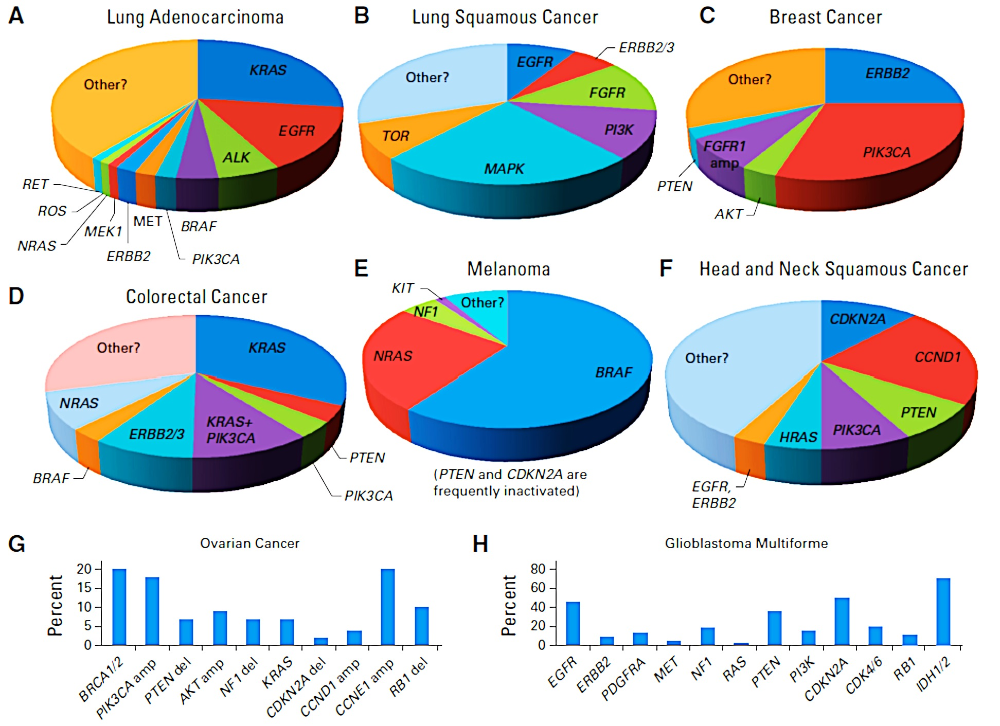 A
Lung Adenocarcinoma
KRAS
EGFR
ALK
BRAF
PIK3CA
MET
ERBB2
MEK1
NRAS
ROS
RET
Other?
B
Lung Squamous Cancer
EGFR
ERBB2/3
FGFR
PI3K
MAPK
TOR
Other?
C
Breast Cancer
ERBB2
PIK3CA
AKT
FGFR1
amp
PTEN
Other?
D
Colorectal Cancer
KRAS
PTEN
PIK3CA
KRAS+
PIK3CA
ERBB2/3
BRAF
NRAS
Other?
E
Melanoma
BRAF
NRAS
NF1
KIT
Other?
(PTEN and CDKN2A are
frequently inactivated)
F
Head and Neck Squamous Cancer
CDKN2A
CCND1
PTEN
PIK3CA
HRAS
EGFR,
ERBB2
Other?
G
Ovarian Cancer
Percent
20
15
10
5
0
BRCA1/2
PIK3CA amp
PTEN del
AKT amp
NF1 del
KRAS
CDKN2A del
CCND1 amp
CCNE1 amp
RB1 del
H
Glioblastoma Multiforme
Percent
80
60
40
20
0
EGFR
ERBB2
PDGFRA
MET
NF1
RAS
PTEN
PI3K
CDKN2A
CDK4/6
RB1
IDH1/2